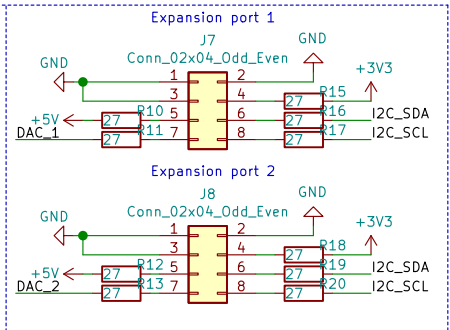 Expansion port 1
J7
GND
GND
Conn_02x04_Odd_Even
1 2
+3V3
R15
3 4
27
R10
R16
+5V
27
5 6
27
I2C_SDA
R11
R17
DAC_1
27
7 8
27
I2C_SCL
Expansion port 2
J8
GND
GND
Conn_02x04_Odd_Even
1 2
+3V3
R18
3 4
27
R12
R19
+5V
27
5 6
27
I2C_SDA
R13
R20
DAC_2
27
7 8
27
I2C_SCL